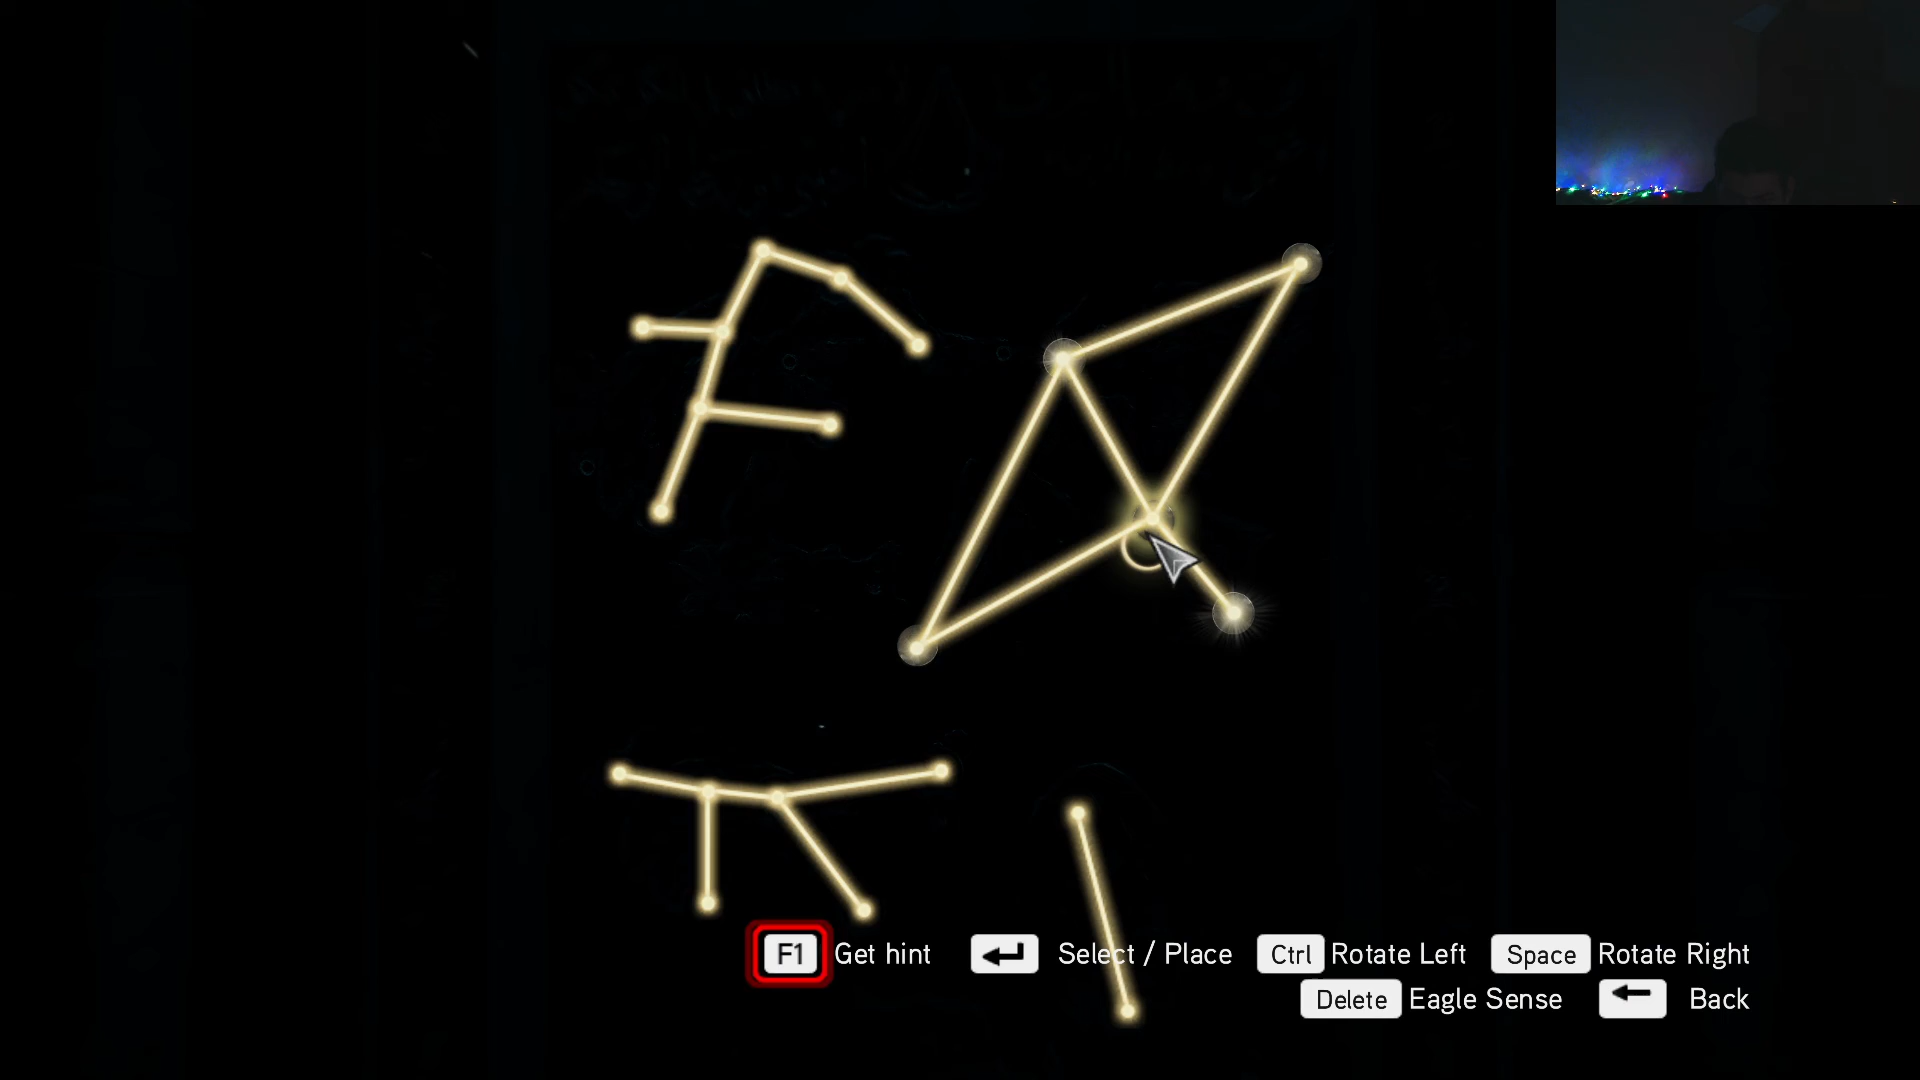 F1 Get hint Select / Place Ctrl Rotate Left Space Rotate Right
Delete Eagle Sense Back